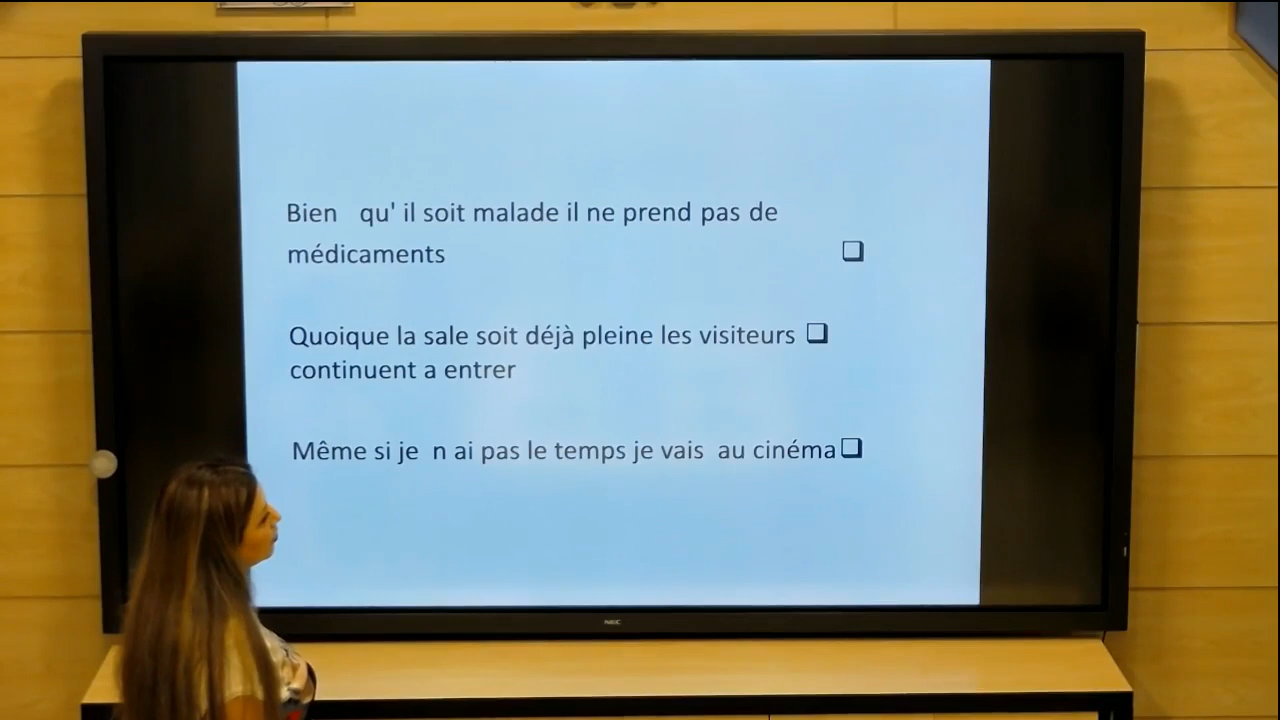 Bien qu' il soit malade il ne prend pas de
médicaments ❑
Quoique la sale soit déjà pleine les visiteurs ❑
continuent a entrer
Même si je n ai pas le temps je vais au cinéma❑
NEC